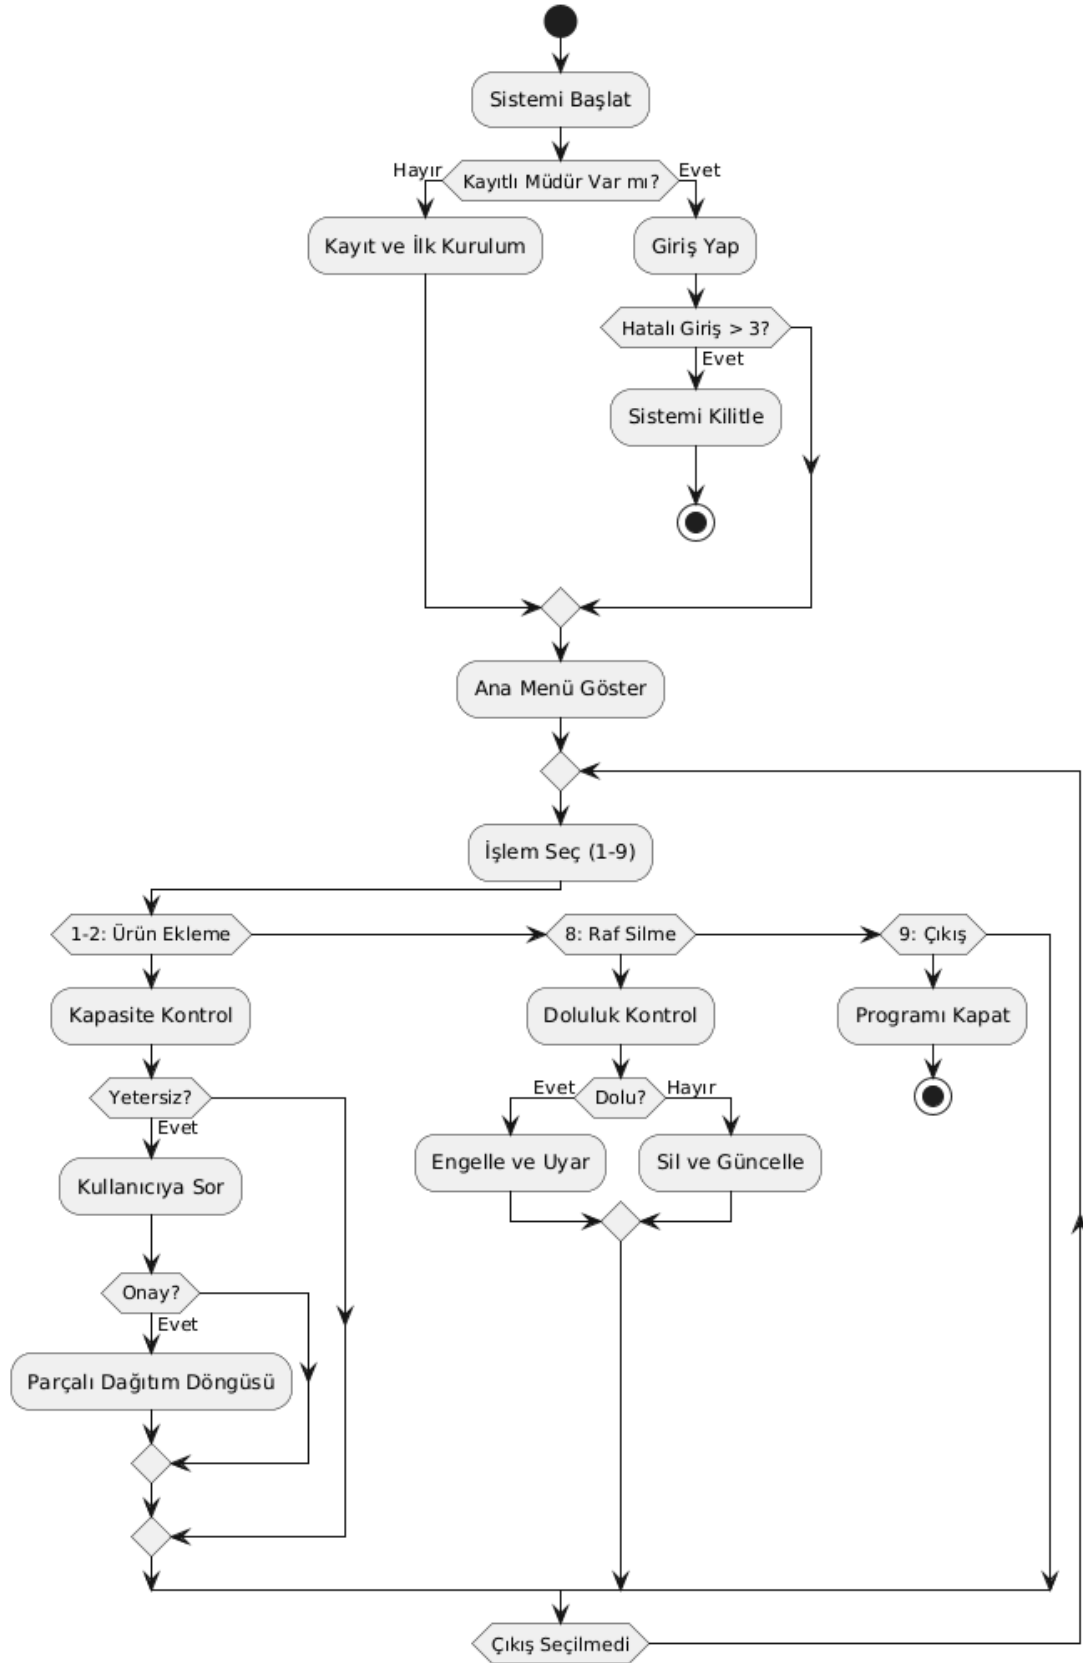 Sistemi Başlat
Hayır
Kayıtlı Müdür Var mı?
Evet
Kayıt ve İlk Kurulum
Giriş Yap
Hatalı Giriş > 3?
Evet
Sistemi Kilitle
Ana Menü Göster
İşlem Seç (1-9)
1-2: Ürün Ekleme
8: Raf Silme
9: Çıkış
Kapasite Kontrol
Doluluk Kontrol
Programı Kapat
Yetersiz?
Evet
Dolu?
Hayır
Evet
Kullanıcıya Sor
Engelle ve Uyar
Sil ve Güncelle
Onay?
Evet
Parçalı Dağıtım Döngüsü
Çıkış Seçilmedi